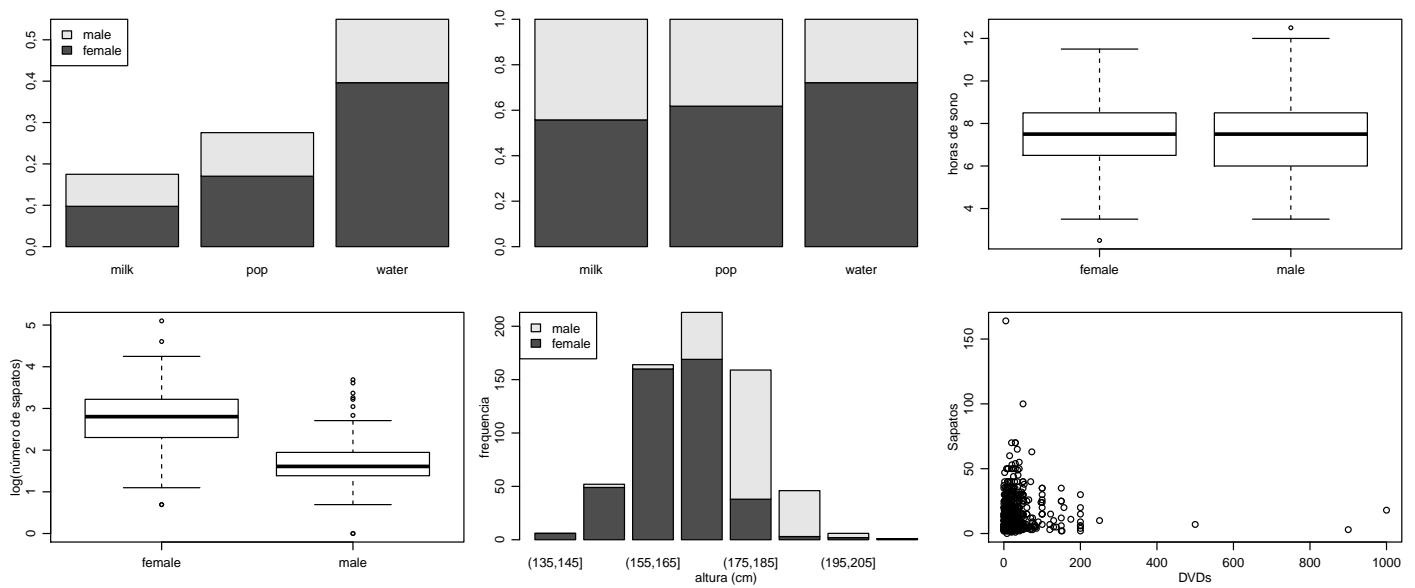 male
female
0,0
0,1
0,2
0,3
0,4
0,5
milk
pop
water
0,0
0,2
0,4
0,6
0,8
1,0
milk
pop
water
horas de sono
4
6
8
10
12
female
male
log(número de sapatos)
0
1
2
3
4
5
female
male
male
female
frequencia
0
50
100
150
200
(135,145]
(155,165]
(175,185]
(195,205]
altura (cm)
Sapatos
0
50
100
150
0
200
400
600
800
1000
DVDs